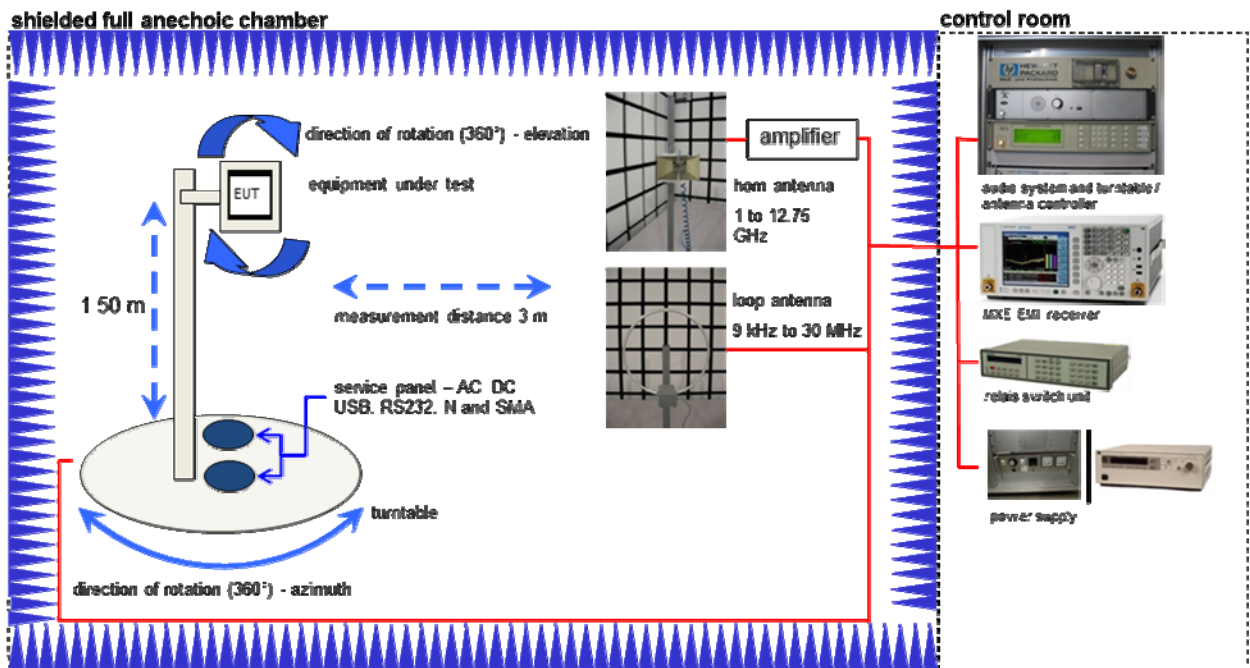 shielded full anechoic chamber
control room
direction of rotation (360°) - elevation
equipment under test
EUT
1 50 m
measurement distance 3 m
service panel – AC DC
USB. RS232. N and SMA
turntable
direction of rotation (360°) - azimuth
amplifier
horn antenna
1 to 12.75
GHz
loop antenna
9 kHz to 30 MHz
hp
HEWLETT
PACKARD
audio system and turntable /
antenna controller
MXE EMI receiver
relais switch unit
power supply